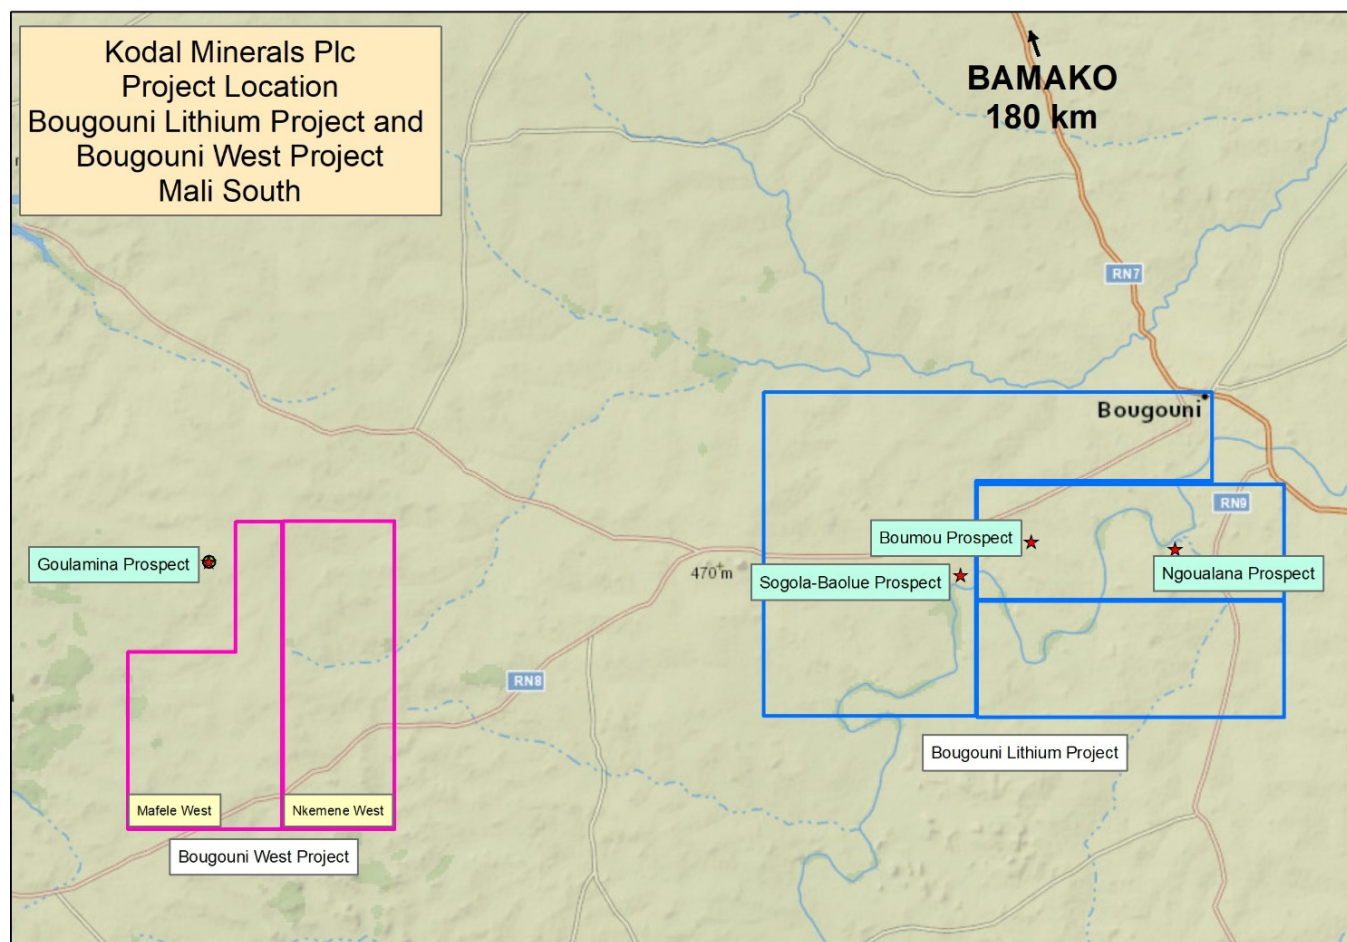 Kodal Minerals Plc
Project Location
Bougouni Lithium Project and
Bougouni West Project
Mali South
BAMAKO
180 km
RN7
Bougouni
RN9
Boumou Prospect
Goulamina Prospect
470 m
Sogola-Baolue Prospect
Ngoualana Prospect
RN8
Bougouni Lithium Project
Mafele West
Nkemene West
Bougouni West Project